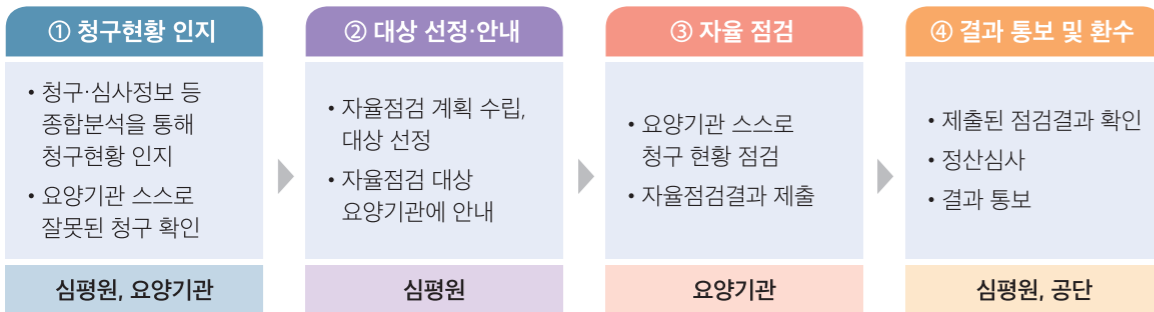 ① 청구현황 인지
• 청구·심사정보 등
종합분석을 통해
청구현황 인지
• 요양기관 스스로
잘못된 청구 확인
심평원, 요양기관
② 대상 선정·안내
• 자율점검 계획 수립,
대상 선정
• 자율점검 대상
요양기관에 안내
심평원
③ 자율 점검
• 요양기관 스스로
청구 현황 점검
• 자율점검결과 제출
요양기관
④ 결과 통보 및 환수
• 제출된 점검결과 확인
• 정산심사
• 결과 통보
심평원, 공단